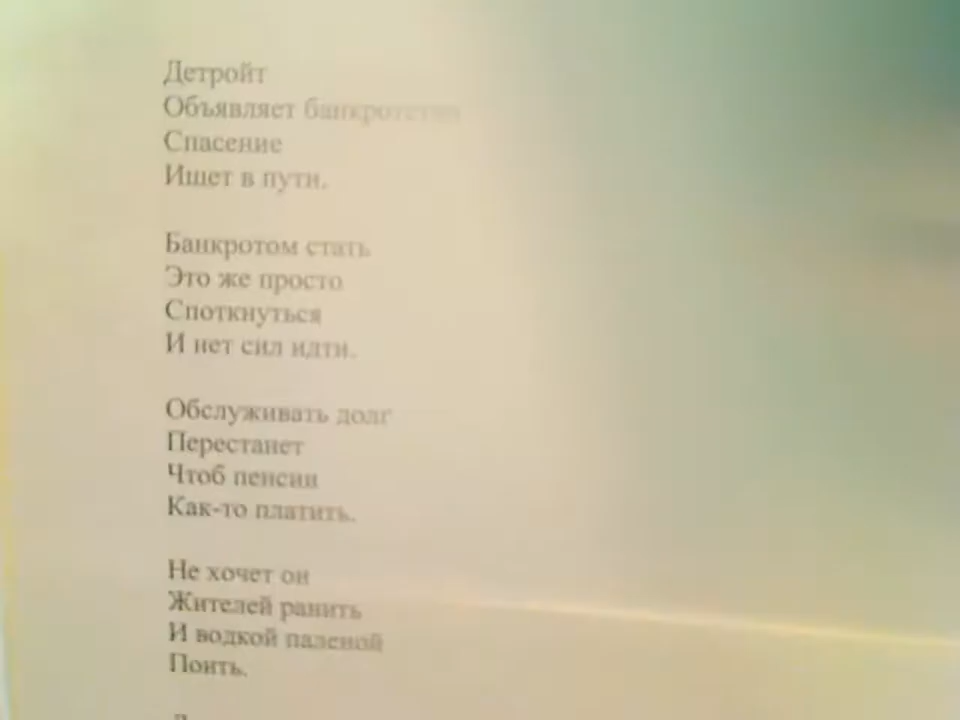 Детройт
Объявляет банкротство
Спасение
Ищет в пути.
Банкротом стать
Это же просто
Споткнуться
И нет сил идти.
Обслуживать долг
Перестанет
Чтоб пенсии
Как-то платить.
Не хочет он
Жителей ранить
И водкой паленой
Поить.